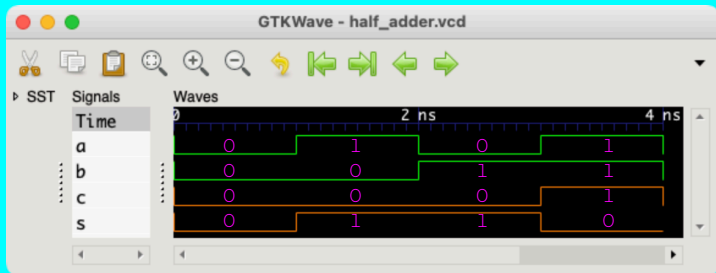 GTKWave - half_adder.vcd
SST Signals Waves
Time 0 2 ns 4 ns
a 0 1 0 1
b 0 0 1 1
c 0 0 0 1
s 0 1 1 0